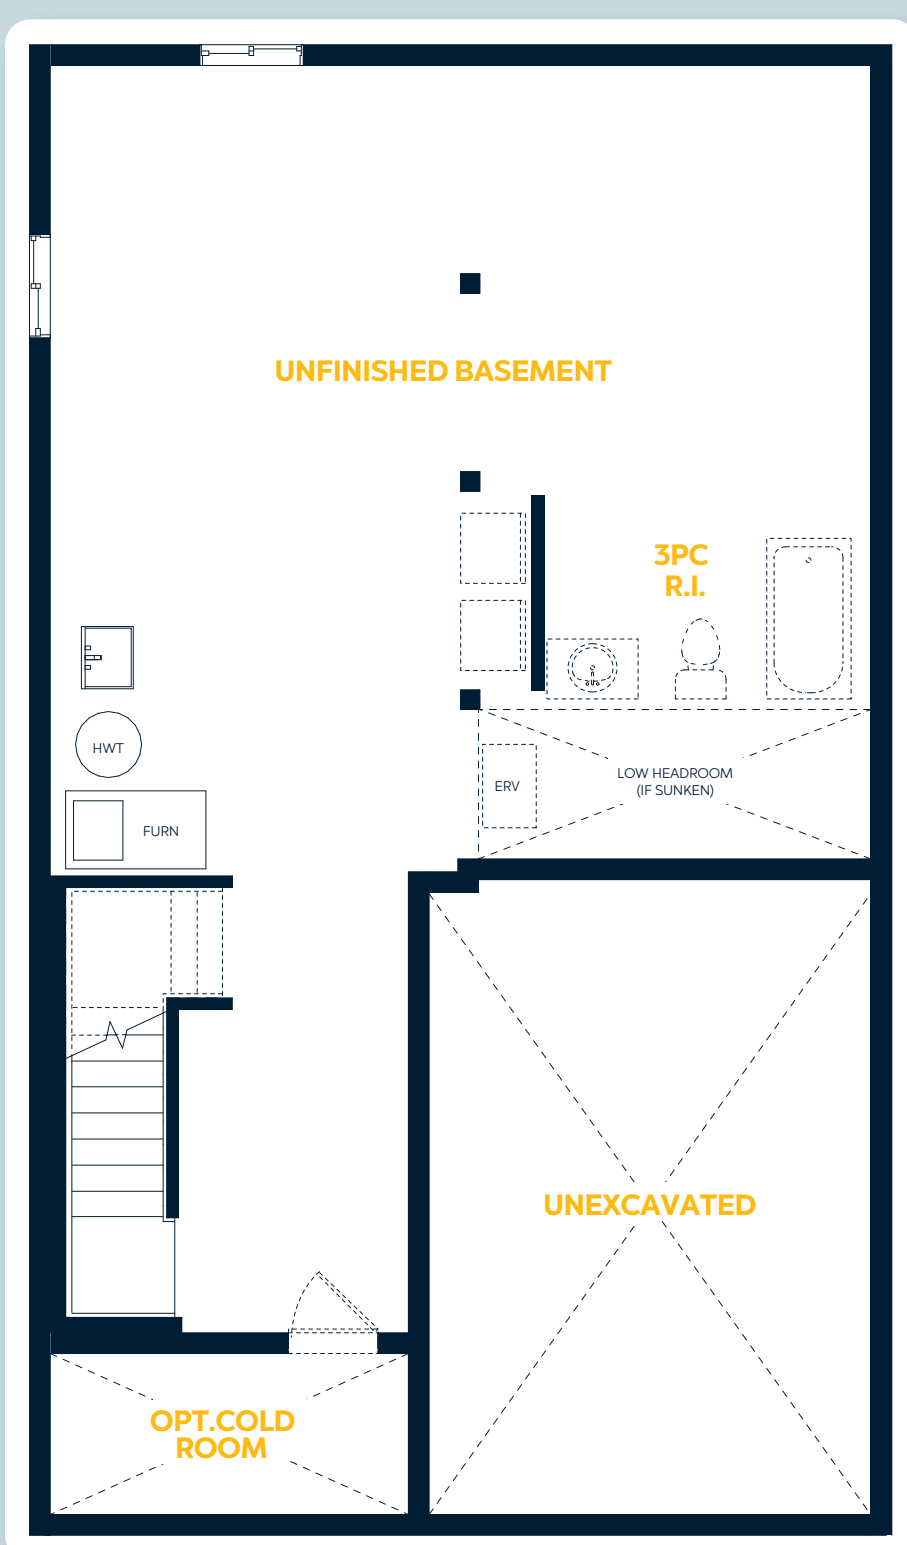 UNFINISHED BASEMENT
3PC
R.I.
HWT
LOW HEADROOM
(IF SUNKEN)
ERV
FURN
UNEXCAVATED
OPT.COLD
ROOM